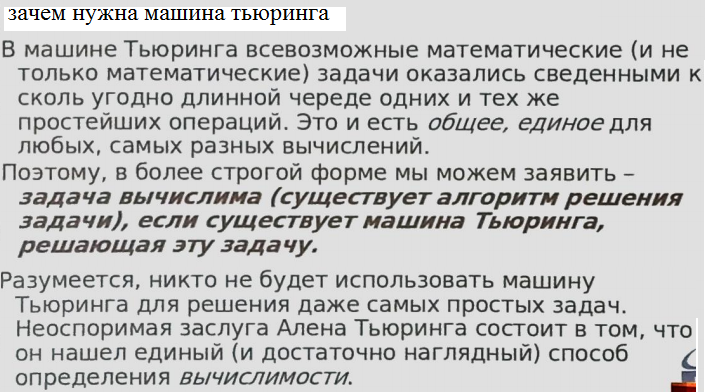 зачем нужна машина тьюринга
В машине Тьюринга всевозможные математические (и не
только математические) задачи оказались сведенными к
сколь угодно длинной череде одних и тех же
простейших операций. Это и есть общее, единое для
любых, самых разных вычислений.
Поэтому, в более строгой форме мы можем заявить –
задача вычислима (существует алгоритм решения
задачи), если существует машина Тьюринга,
решающая эту задачу.
Разумеется, никто не будет использовать машину
Тьюринга для решения даже самых простых задач.
Неоспоримая заслуга Алена Тьюринга состоит в том, что
он нашел единый (и достаточно наглядный) способ
определения вычислимости.